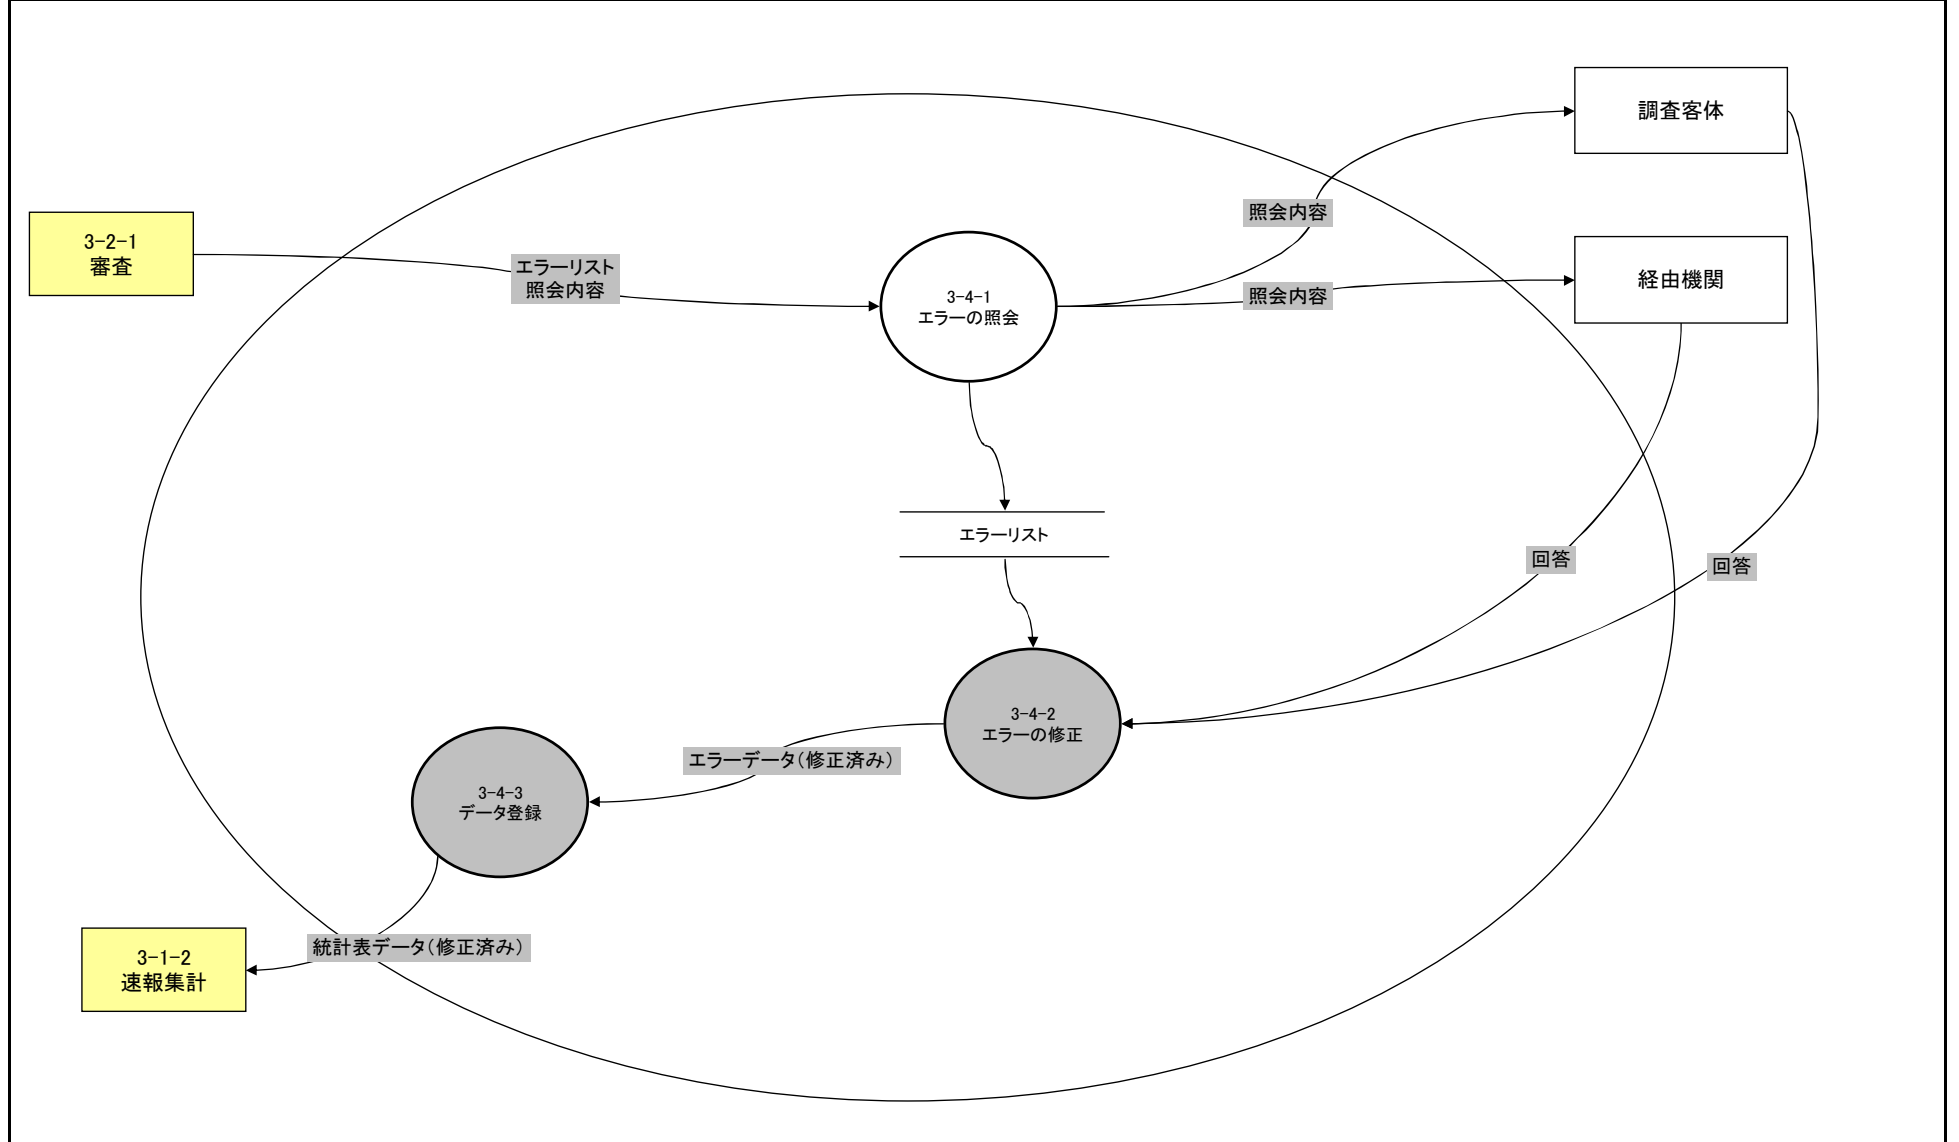 調査客体
3-2-1
審査
照会内容
エラーリスト
照会内容
3-4-1
エラーの照会
照会内容
経由機関
エラーリスト
回答
回答
3-4-2
エラーの修正
エラーデータ(修正済み)
3-4-3
データ登録
統計表データ(修正済み)
3-1-2
速報集計